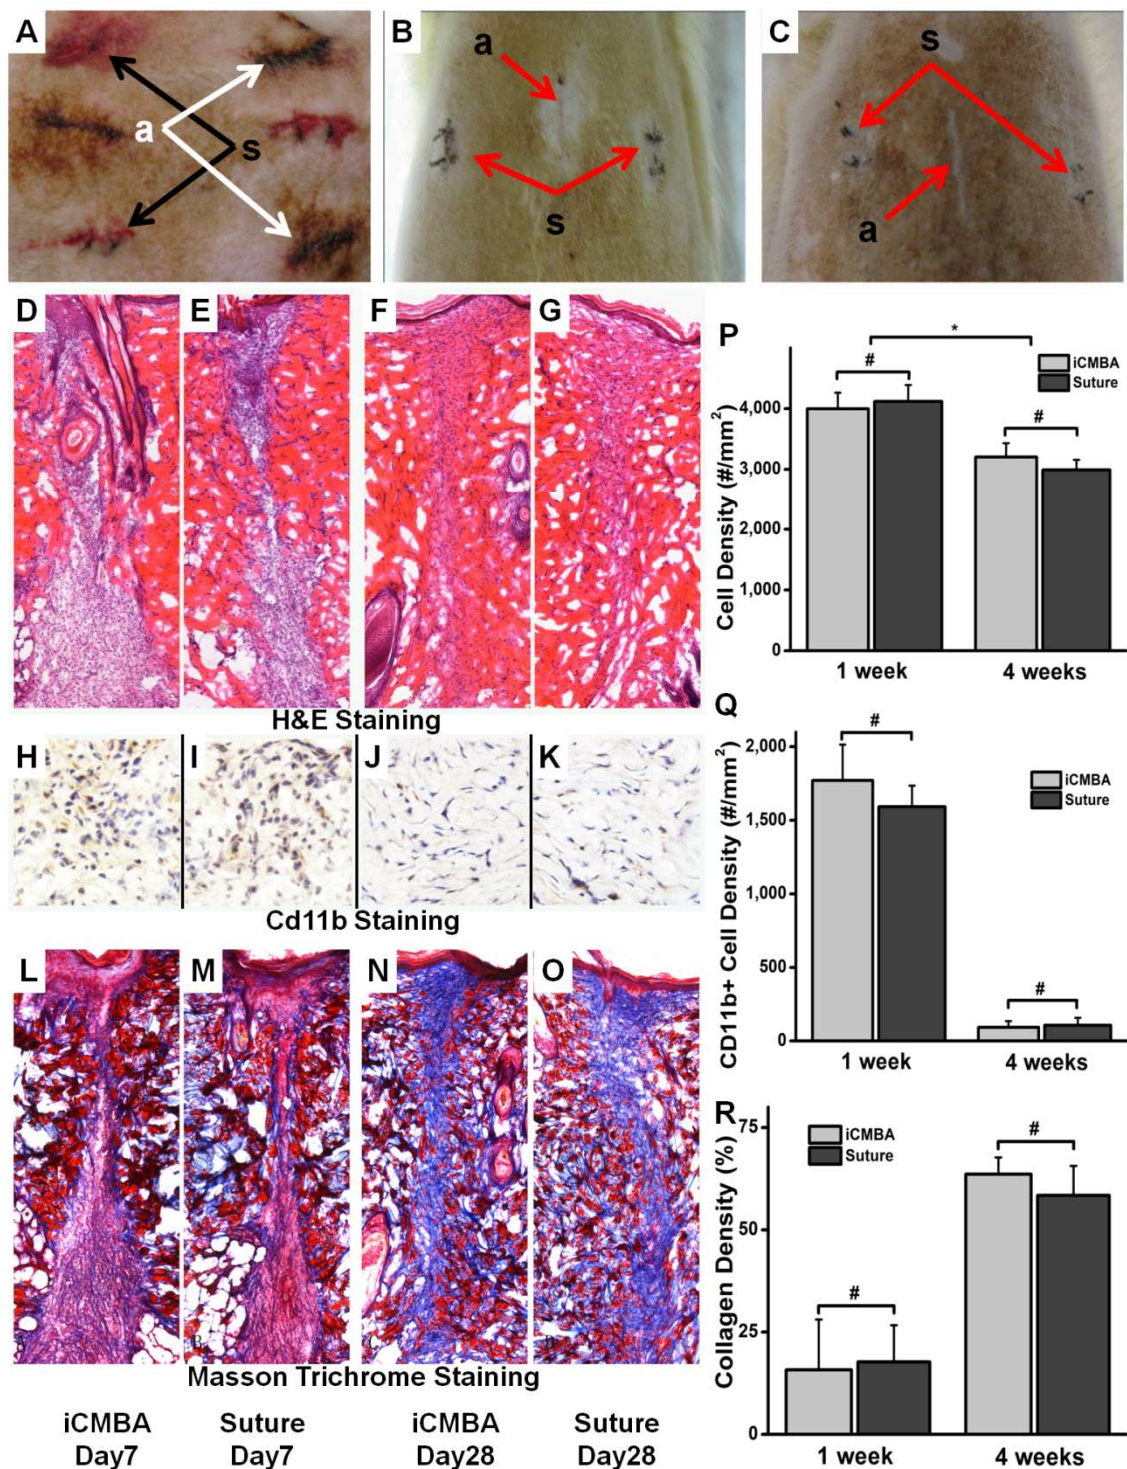 A
a
s
B
a
s
C
s
a
D
E
F
G
H&E Staining
H
I
J
K
Cd11b Staining
L
M
N
O
Masson Trichrome Staining
iCMBA
Day7
Suture
Day7
iCMBA
Day28
Suture
Day28
P
*
iCMBA
Suture
#
#
Cell Density (#/mm²)
4,000
3,000
2,000
1,000
0
1 week
4 weeks
Q
#
iCMBA
Suture
#
CD11b+ Cell Density (#/mm²)
2,000
1,500
1,000
500
0
1 week
4 weeks
R
iCMBA
Suture
#
#
Collagen Density (%)
75
50
25
0
1 week
4 weeks